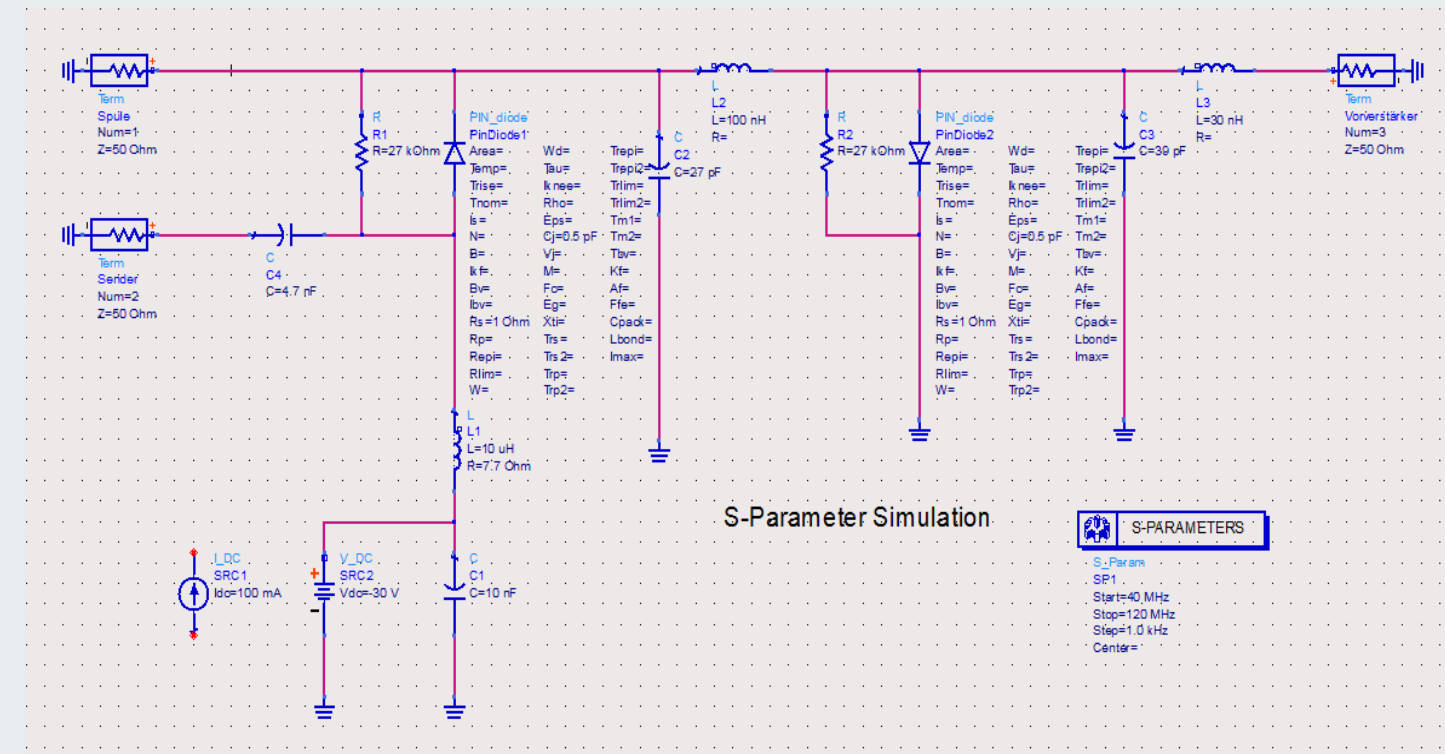 Term
Spule
Num=1
Z=50 Ohm
R
R1
R=27 kOhm
PIN_diode
PinDiode1
Area=
Temp=
Trise=
Tnom=
Is=
N=
B=
Ikf=
Bv=
Ibv=
Rs=1 Ohm
Rp=
Repi=
Rlim=
W=
Wd=
Tau=
Iknee=
Rho=
Eps=
Cj=0.5 pF
Vj=
M=
Fc=
Eg=
Xti=
Trs=
Trs2=
Trp=
Trp2=
Trepi=
Trepi2=
Trlim=
Trlim2=
Tm1=
Tm2=
Tbv=
Kf=
Af=
Ffe=
Cpack=
Lbond=
Imax=
C
C2
C=27 pF
L
L2
L=100 nH
R=
R
R2
R=27 kOhm
PIN_diode
PinDiode2
Area=
Temp=
Trise=
Tnom=
Is=
N=
B=
Ikf=
Bv=
Ibv=
Rs=1 Ohm
Rp=
Repi=
Rlim=
W=
Wd=
Tau=
Iknee=
Rho=
Eps=
Cj=0.5 pF
Vj=
M=
Fc=
Eg=
Xti=
Trs=
Trs2=
Trp=
Trp2=
Trepi=
Trepi2=
Trlim=
Trlim2=
Tm1=
Tm2=
Tbv=
Kf=
Af=
Ffe=
Cpack=
Lbond=
Imax=
C
C3
C=39 pF
L
L3
L=30 nH
R=
Term
Vorverstärker
Num=3
Z=50 Ohm
Term
Sender
Num=2
Z=50 Ohm
C
C4
C=4.7 nF
L
L1
L=10 uH
R=7.7 Ohm
I_DC
SRC1
Idc=100 mA
V_DC
SRC2
Vdc=-30 V
C
C1
C=10 nF
S-Parameter Simulation
S-PARAMETERS
S_Param
SP1
Start=40 MHz
Stop=120 MHz
Step=1.0 kHz
Center=